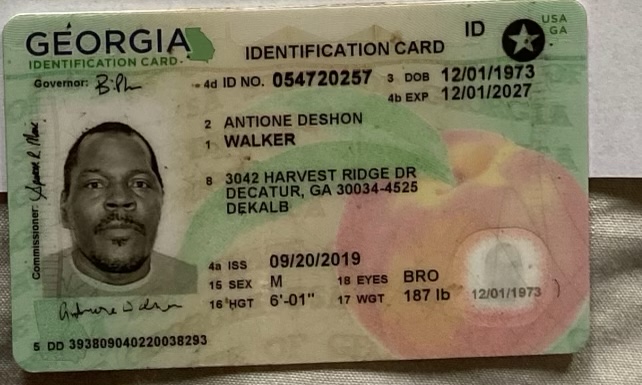 GEORGIA
IDENTIFICATION CARD
IDENTIFICATION CARD
ID
USA
GA
Governor:
4d ID NO. 054720257
3 DOB 12/01/1973
4b EXP 12/01/2027
2 ANTIONE DESHON
1 WALKER
8 3042 HARVEST RIDGE DR
DECATUR, GA 30034-4525
DEKALB
Commissioner:
4a ISS 09/20/2019
15 SEX M
18 EYES BRO
16 HGT 6'-01"
17 WGT 187 lb
12/01/1973
5 DD 393809040220038293